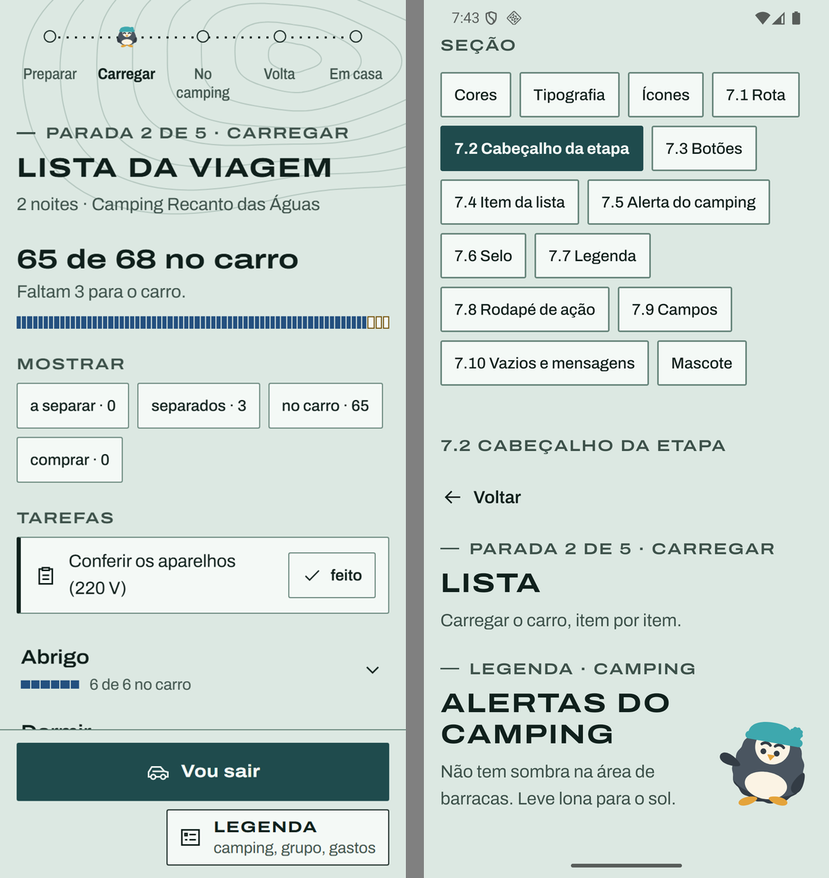 Preparar
Carregar
No
camping
Volta
Em casa
— PARADA 2 DE 5 · CARREGAR
LISTA DA VIAGEM
2 noites · Camping Recanto das Águas
65 de 68 no carro
Faltam 3 para o carro.
MOSTRAR
a separar · 0
separados · 3
no carro · 65
comprar · 0
TAREFAS
Conferir os aparelhos
(220 V)
feito
Abrigo
6 de 6 no carro
Dormir
Vou sair
LEGENDA
camping, grupo, gastos
7:43
SEÇÃO
Cores
Tipografia
Ícones
7.1 Rota
7.2 Cabeçalho da etapa
7.3 Botões
7.4 Item da lista
7.5 Alerta do camping
7.6 Selo
7.7 Legenda
7.8 Rodapé de ação
7.9 Campos
7.10 Vazios e mensagens
Mascote
7.2 CABEÇALHO DA ETAPA
Voltar
— PARADA 2 DE 5 · CARREGAR
LISTA
Carregar o carro, item por item.
— LEGENDA · CAMPING
ALERTAS DO
CAMPING
Não tem sombra na área de
barracas. Leve lona para o sol.